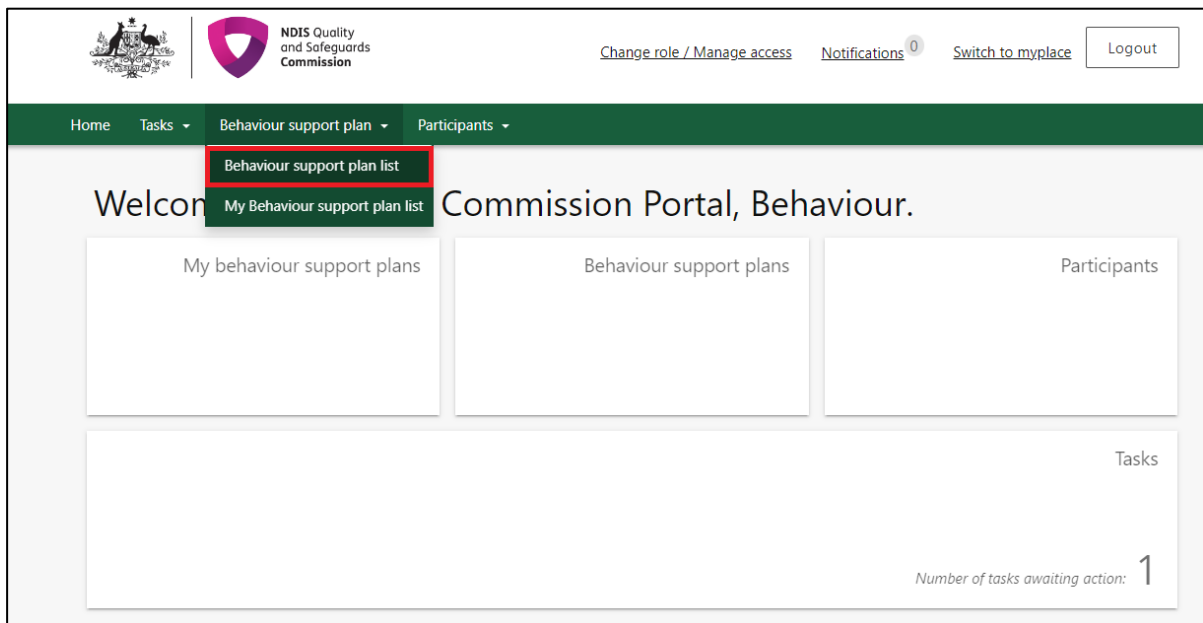 NDIS Quality
and Safeguards
Commission
Change role / Manage access Notifications 0 Switch to myplace Logout
Home Tasks Behaviour support plan Participants
Behaviour support plan list
My Behaviour support plan list
Welcom Commission Portal, Behaviour.
My behaviour support plans Behaviour support plans Participants
Tasks
Number of tasks awaiting action: 1